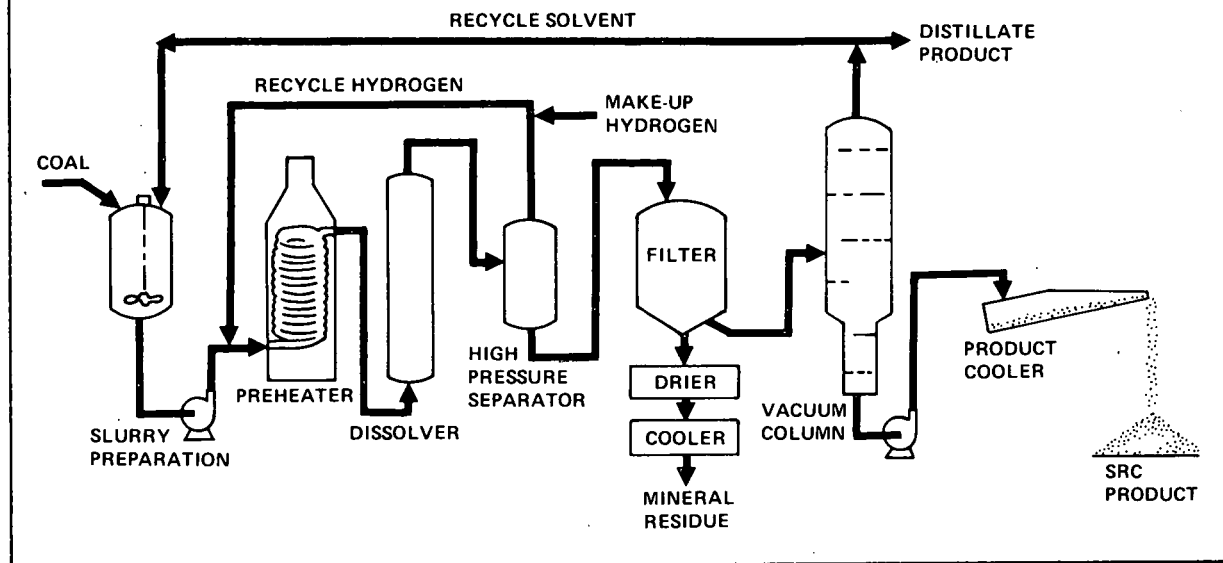 RECYCLE SOLVENT
DISTILLATE
PRODUCT
RECYCLE HYDROGEN
MAKE-UP
HYDROGEN
COAL
FILTER
PREHEATER
HIGH
PRESSURE
SEPARATOR
PRODUCT
COOLER
DRIER
DISSOLVER
VACUUM
COLUMN
COOLER
SLURRY
PREPARATION
MINERAL
RESIDUE
SRC
PRODUCT